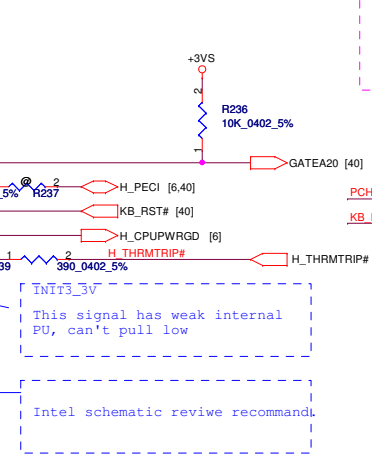 +3VS
2
R236
10K_0402_5%
1
GATEA20 [40]
@
2
5%
R237
H_PECI [6,40]
PCH
KB_RST# [40]
KB_
H_CPUPWRGD [6]
1
2
H_THRMTRIP#
H_THRMTRIP#
39
390_0402_5%
INIT3_3V
This signal has weak internal
PU, can't pull low
Intel schematic reviwe recommand.